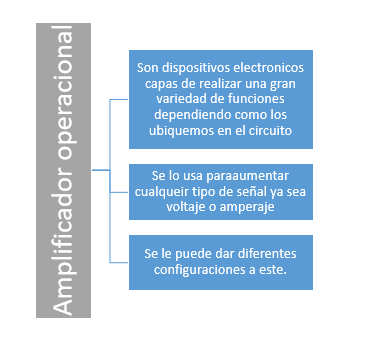 Amplificador operacional
Son dispositivos electronicos
capas de realizar una gran
variedad de funciones
dependiendo como los
ubiquemos en el circuito
Se lo usa paraaumentar
cualqueir tipo de señal ya sea
voltaje o amperaje
Se le puede dar diferentes
configuraciones a este.